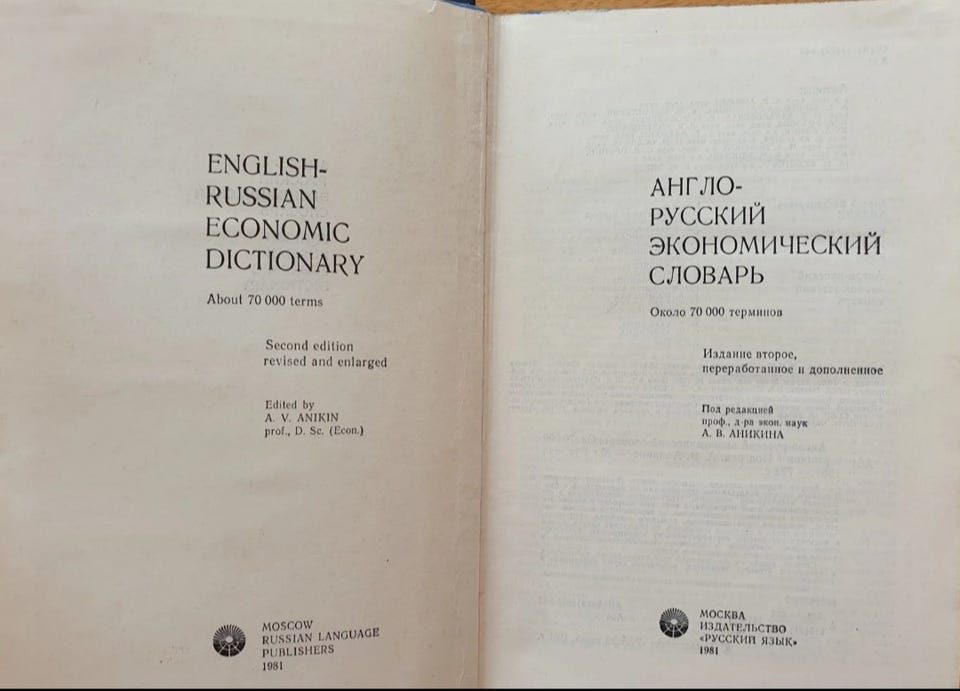 ENGLISH-
RUSSIAN
ECONOMIC
DICTIONARY
About 70 000 terms
Second edition
revised and enlarged
Edited by
A. V. ANIKIN
prof., D. Sc. (Econ.)
MOSCOW
RUSSIAN LANGUAGE
PUBLISHERS
1981
АНГЛО-
РУССКИЙ
ЭКОНОМИЧЕСКИЙ
СЛОВАРЬ
Около 70 000 терминов
Издание второе,
переработанное и дополненное
Под редакцией
проф., д-ра экон. наук
А. В. АНИКИНА
МОСКВА
ИЗДАТЕЛЬСТВО
«РУССКИЙ ЯЗЫК»
1981